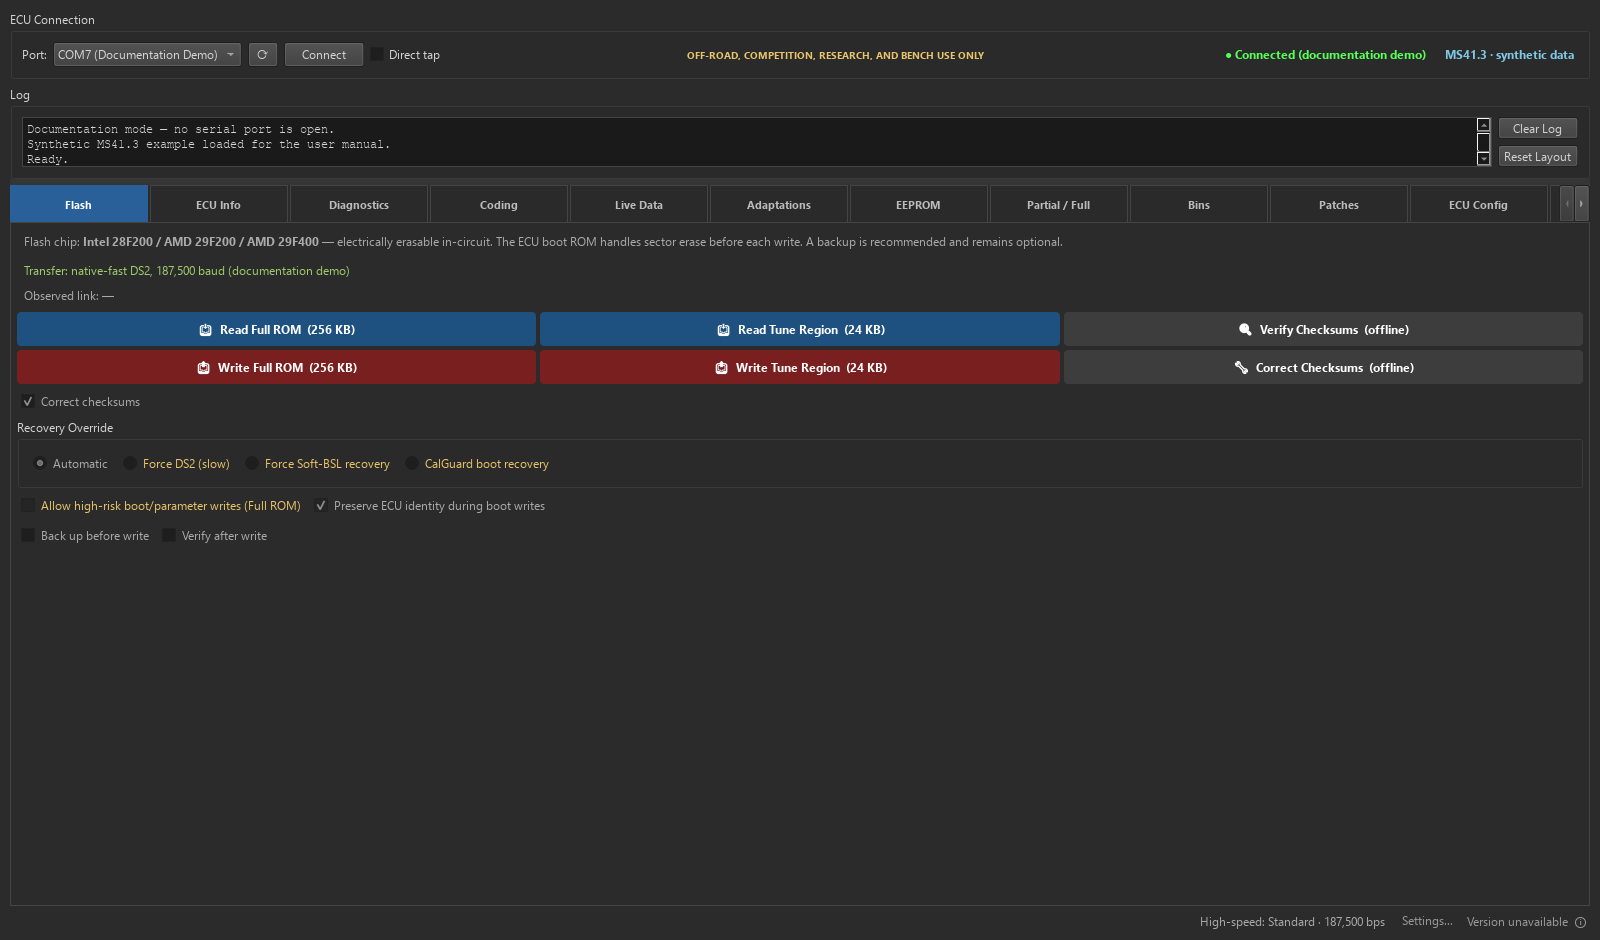 ECU Connection
Port: COM7 (Documentation Demo) Connect Direct tap OFF-ROAD, COMPETITION, RESEARCH, AND BENCH USE ONLY ● Connected (documentation demo) MS41.3 · synthetic data
Log
Documentation mode — no serial port is open.
Synthetic MS41.3 example loaded for the user manual.
Ready.
Clear Log
Reset Layout
Flash ECU Info Diagnostics Coding Live Data Adaptations EEPROM Partial / Full Bins Patches ECU Config
Flash chip: Intel 28F200 / AMD 29F200 / AMD 29F400 — electrically erasable in-circuit. The ECU boot ROM handles sector erase before each write. A backup is recommended and remains optional.
Transfer: native-fast DS2, 187,500 baud (documentation demo)
Observed link: —
Read Full ROM (256 KB) Read Tune Region (24 KB) Verify Checksums (offline)
Write Full ROM (256 KB) Write Tune Region (24 KB) Correct Checksums (offline)
Correct checksums
Recovery Override
Automatic Force DS2 (slow) Force Soft-BSL recovery CalGuard boot recovery
Allow high-risk boot/parameter writes (Full ROM) Preserve ECU identity during boot writes
Back up before write Verify after write
High-speed: Standard · 187,500 bps Settings... Version unavailable